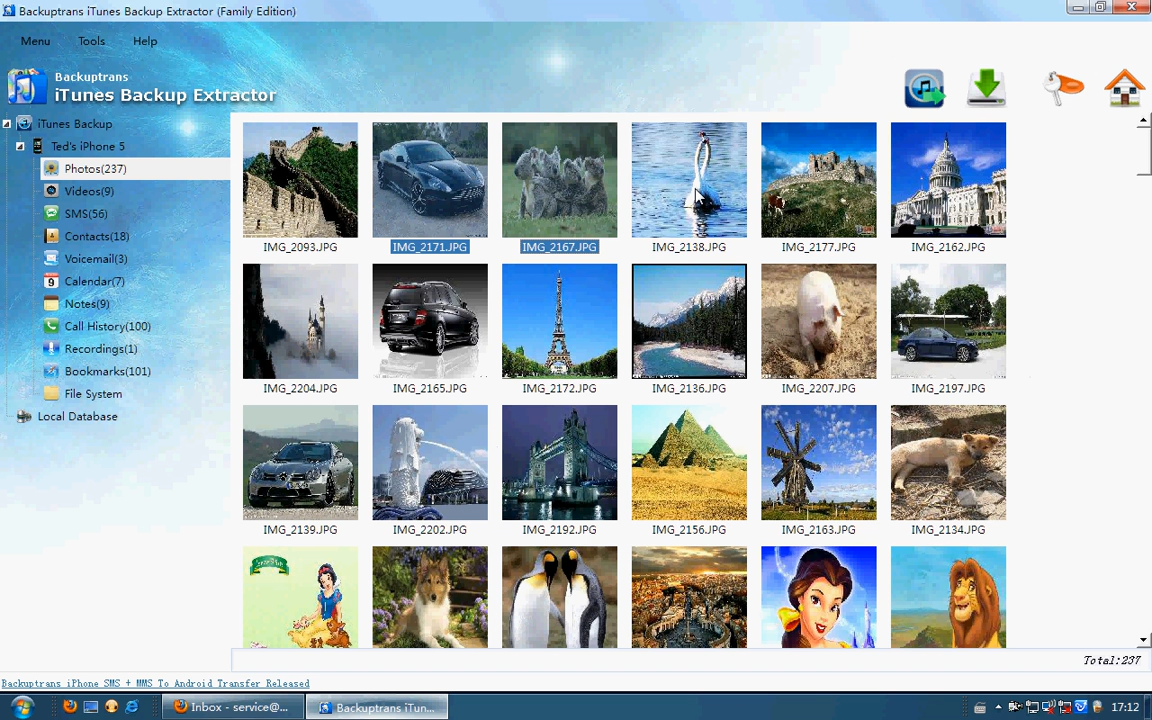 Backuptrans iTunes Backup Extractor (Family Edition)
Menu Tools Help
Backuptrans
iTunes Backup Extractor
iTunes Backup
Ted's iPhone 5
Photos(237)
Videos(9)
SMS(56)
Contacts(18)
Voicemail(3)
Calendar(7)
9
Notes(9)
Call History(100)
Recordings(1)
Bookmarks(101)
File System
Local Database
IMG_2093.JPG IMG_2171.JPG IMG_2167.JPG IMG_2138.JPG IMG_2177.JPG IMG_2162.JPG
IMG_2204.JPG IMG_2165.JPG IMG_2172.JPG IMG_2136.JPG IMG_2207.JPG IMG_2197.JPG
IMG_2139.JPG IMG_2202.JPG IMG_2192.JPG IMG_2156.JPG IMG_2163.JPG IMG_2134.JPG
Total:237
Backuptrans iPhone SMS + MMS To Android Transfer Released
Inbox - service@... Backuptrans iTun... 17:12